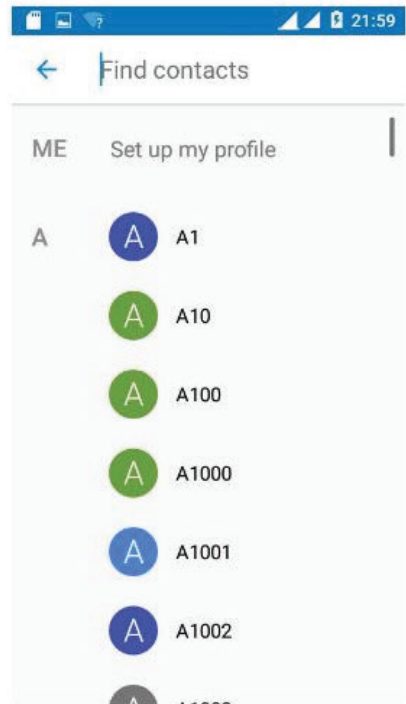 21:59
Find contacts
ME Set up my profile
A A A1
A A10
A A100
A A1000
A A1001
A A1002
A